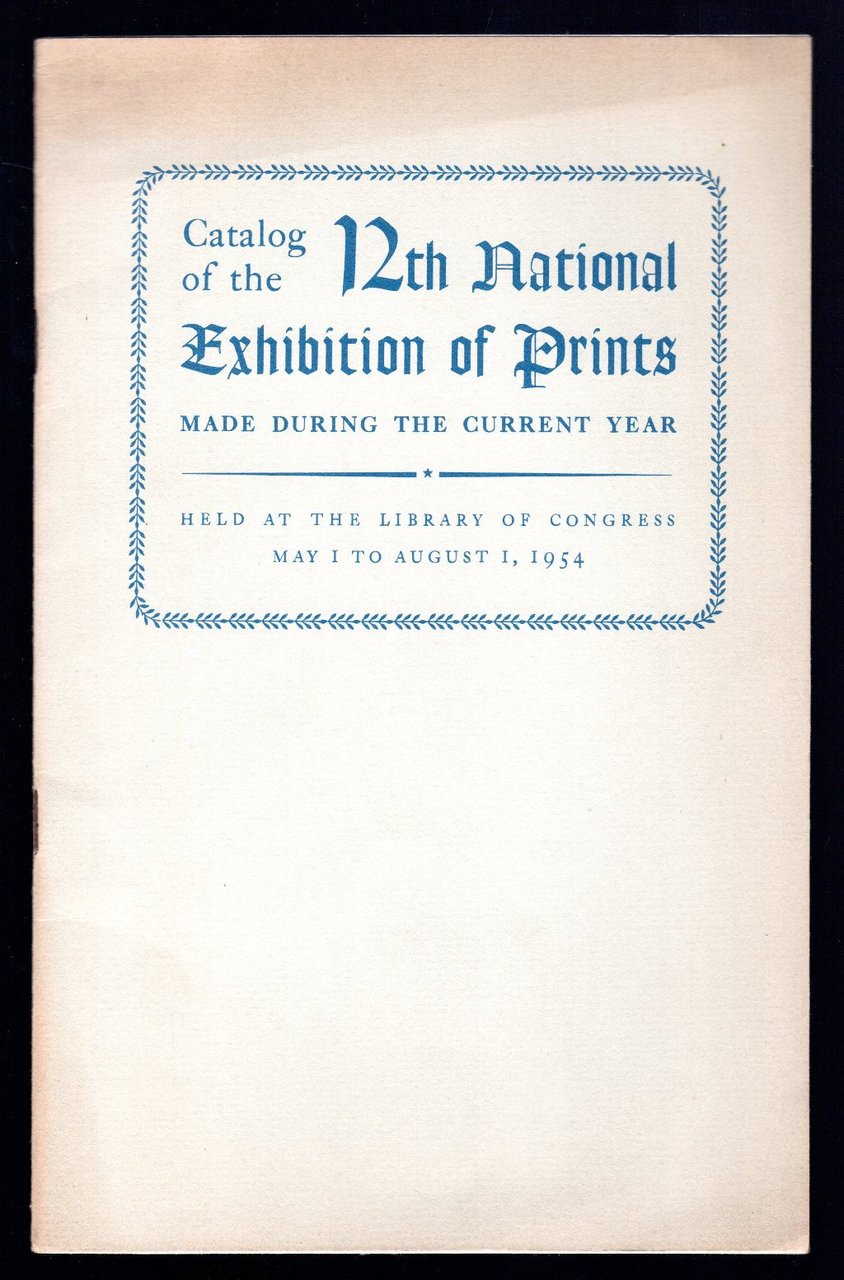 Catalog
of the
12th National
Exhibition of Prints
MADE DURING THE CURRENT YEAR
HELD AT THE LIBRARY OF CONGRESS
MAY 1 TO AUGUST 1, 1954